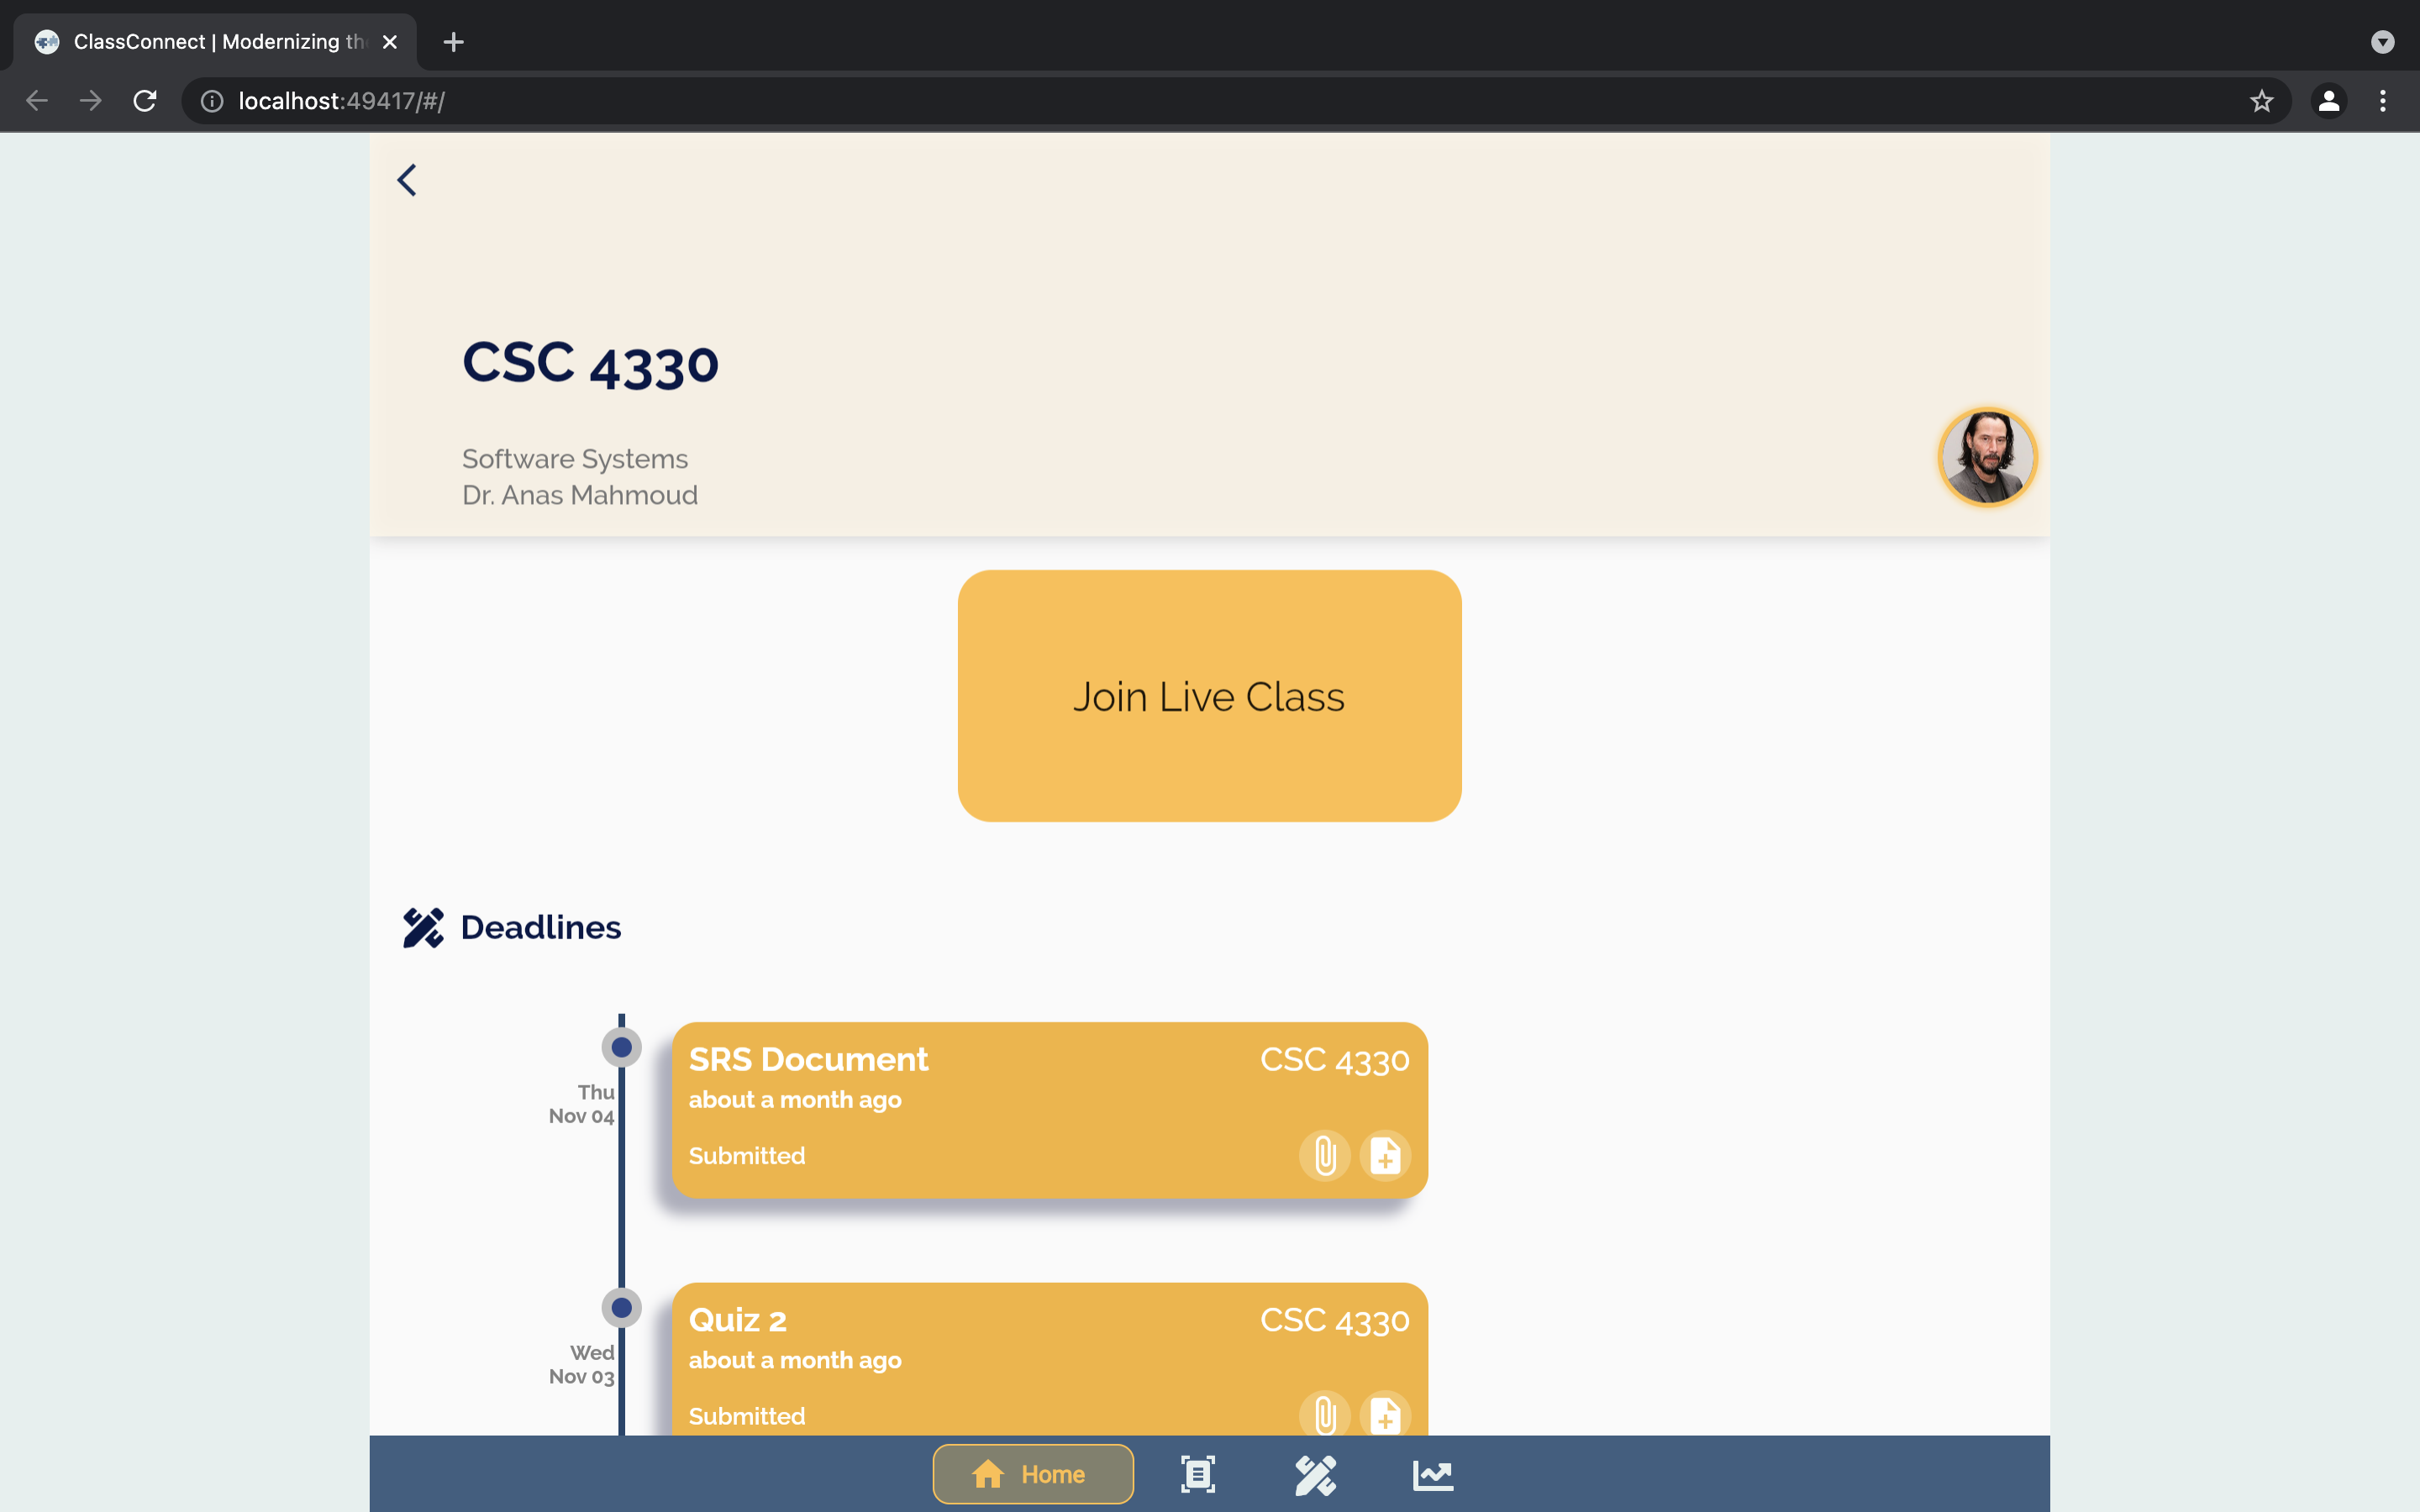 ClassConnect | Modernizing th
localhost:49417/#/
CSC 4330
Software Systems
Dr. Anas Mahmoud
Join Live Class
Deadlines
Thu
Nov 04
SRS Document
CSC 4330
about a month ago
Submitted
Wed
Nov 03
Quiz 2
CSC 4330
about a month ago
Submitted
Home